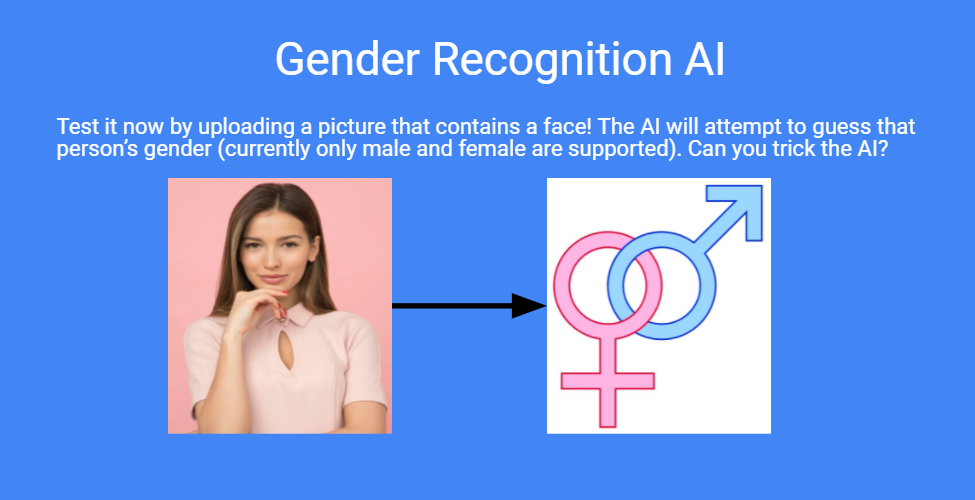 Gender Recognition AI
Test it now by uploading a picture that contains a face! The AI will attempt to guess that
person’s gender (currently only male and female are supported). Can you trick the AI?